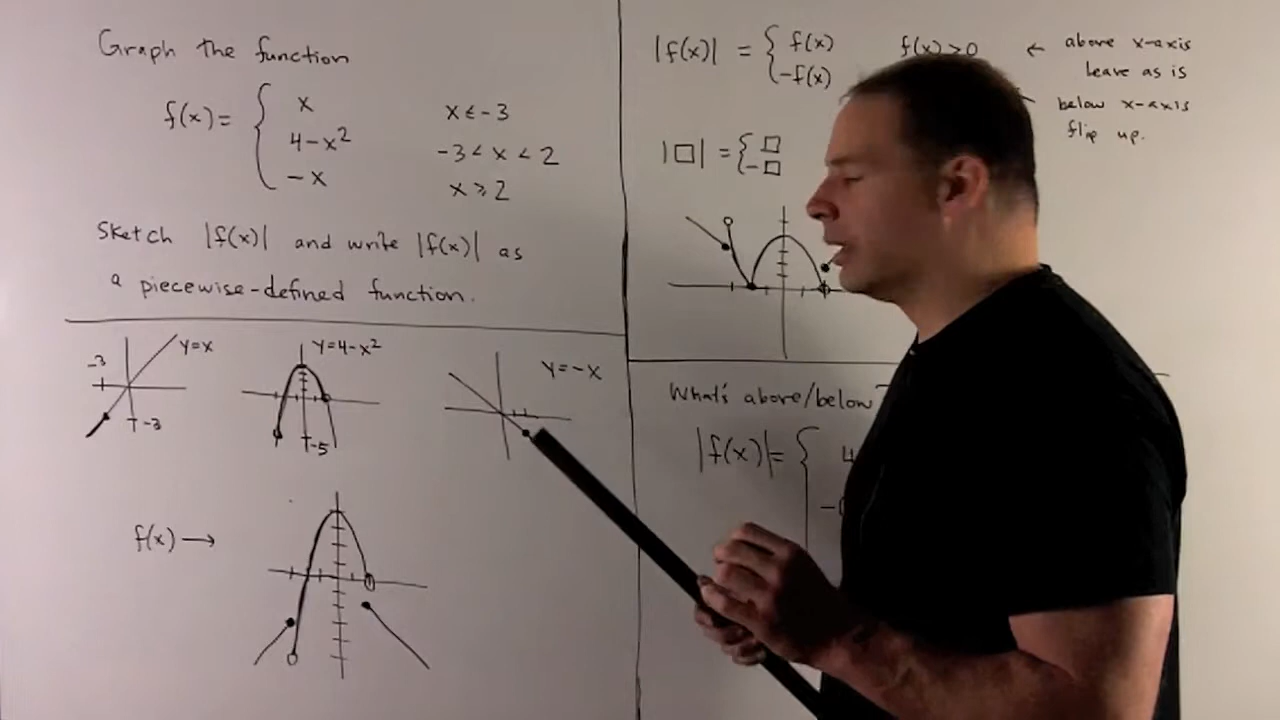 Graph the function
f(x)= { x x ≤ -3
4-x² -3 < x < 2
-x x ≥ 2
Sketch |f(x)| and write |f(x)| as
a piecewise-defined function.
-3 y=x
-3
y=4-x²
-5
y=-x
f(x) →
|f(x)| = { f(x) f(x) > 0 ← above x-axis
leave as is
-f(x) below x-axis
flip up.
|□| = { □
-□
What's above/below
|f(x)|= { 4
-(